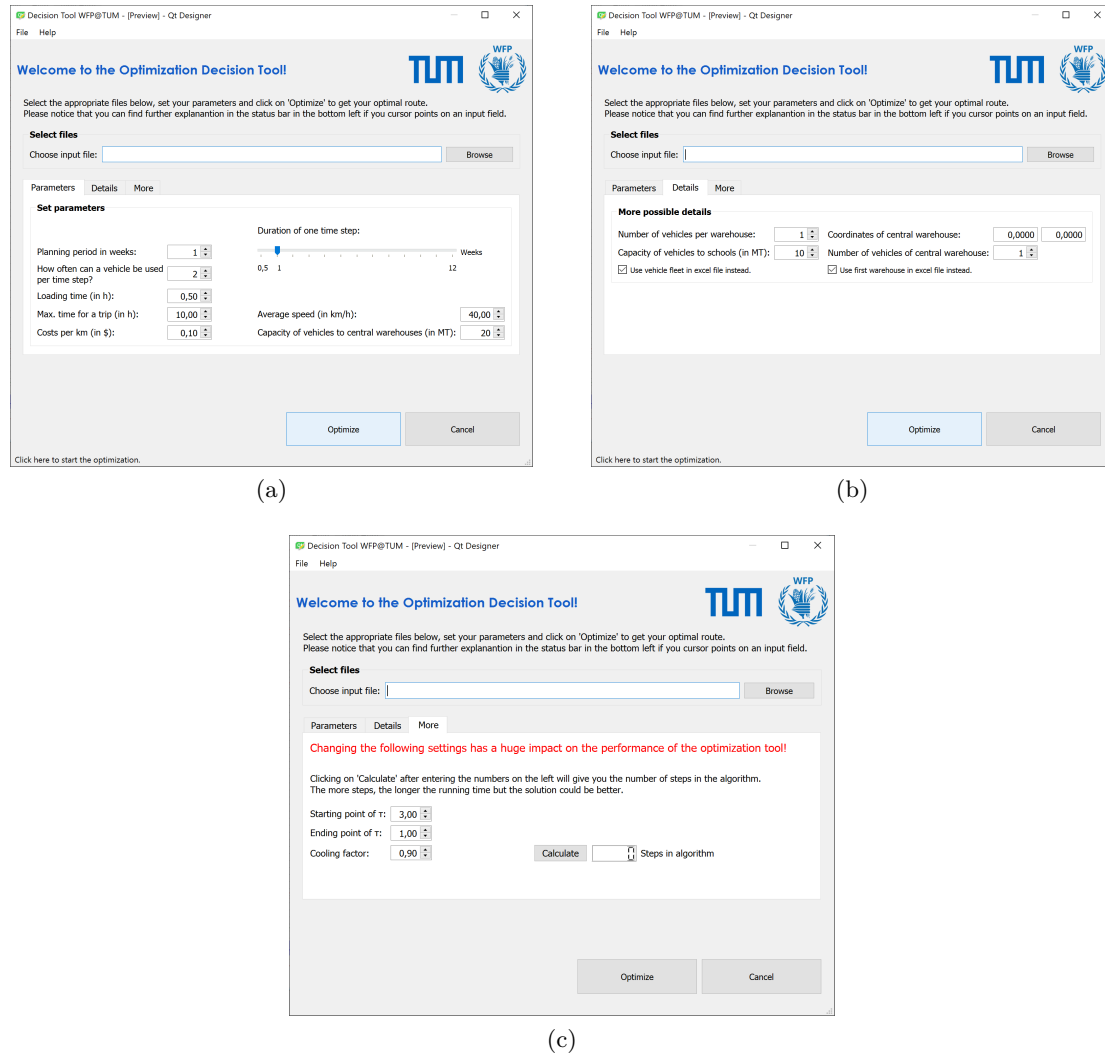 Decision Tool WFP@TUM - [Preview] - Qt Designer
File Help
Welcome to the Optimization Decision Tool!
TUM
WFP
Select the appropriate files below, set your parameters and click on 'Optimize' to get your optimal route.
Please notice that you can find further explanantion in the status bar in the bottom left if you cursor points on an input field.
Select files
Choose input file: Browse
Parameters Details More
Set parameters
Duration of one time step:
Planning period in weeks: 1 Weeks
How often can a vehicle be used
per time step? 2 0,5 1 12
Loading time (in h): 0,50
Max. time for a trip (in h): 10,00 Average speed (in km/h): 40,00
Costs per km (in $): 0,10 Capacity of vehicles to central warehouses (in MT): 20
Optimize Cancel
Click here to start the optimization.
(a)
Decision Tool WFP@TUM - [Preview] - Qt Designer
File Help
Welcome to the Optimization Decision Tool!
TUM
WFP
Select the appropriate files below, set your parameters and click on 'Optimize' to get your optimal route.
Please notice that you can find further explanantion in the status bar in the bottom left if you cursor points on an input field.
Select files
Choose input file: Browse
Parameters Details More
More possible details
Number of vehicles per warehouse: 1 Coordinates of central warehouse: 0,0000 0,0000
Capacity of vehicles to schools (in MT): 10 Number of vehicles of central warehouse: 1
Use vehicle fleet in excel file instead. Use first warehouse in excel file instead.
Optimize Cancel
Click here to start the optimization.
(b)
Decision Tool WFP@TUM - [Preview] - Qt Designer
File Help
Welcome to the Optimization Decision Tool!
TUM
WFP
Select the appropriate files below, set your parameters and click on 'Optimize' to get your optimal route.
Please notice that you can find further explanantion in the status bar in the bottom left if you cursor points on an input field.
Select files
Choose input file: Browse
Parameters Details More
Changing the following settings has a huge impact on the performance of the optimization tool!
Clicking on 'Calculate' after entering the numbers on the left will give you the number of steps in the algorithm.
The more steps, the longer the running time but the solution could be better.
Starting point of τ: 3,00
Ending point of τ: 1,00
Cooling factor: 0,90 Calculate 0 Steps in algorithm
Optimize Cancel
(c)